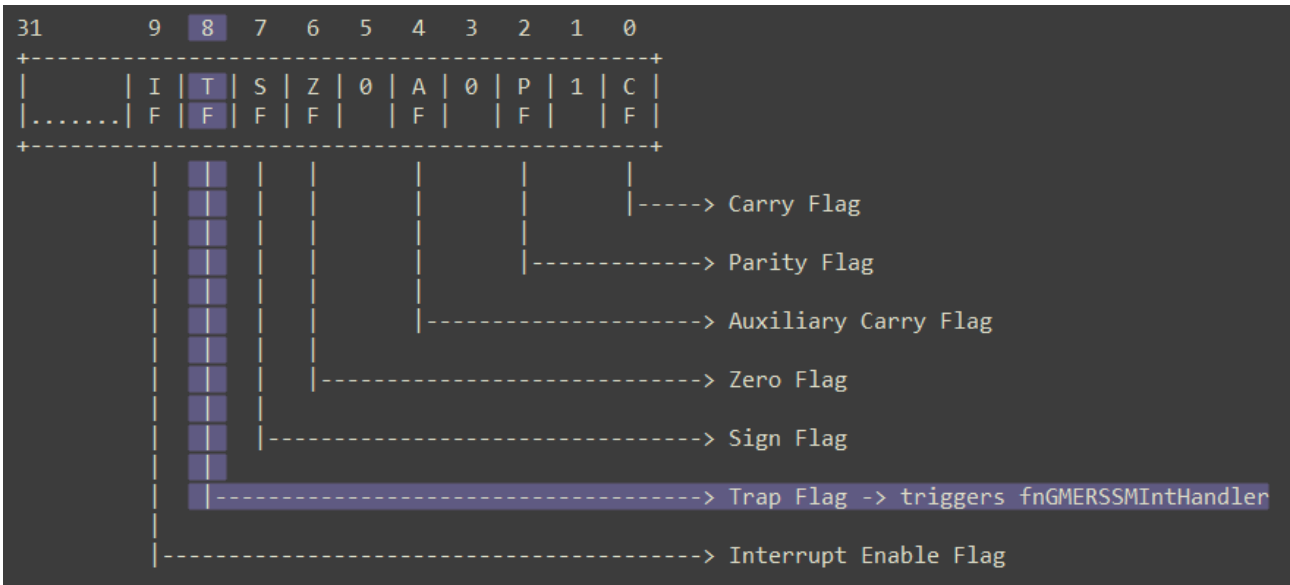 31        9  8  7   6   5   4   3   2   1   0
+-----------------------------------------------+
|       | I | T | S | Z | 0 | A | 0 | P | 1 | C |
|.......| F | F | F | F |   | F |   | F |   | F |
+-----------------------------------------------+
|-----> Carry Flag
|-------------> Parity Flag
|---------------------> Auxiliary Carry Flag
|-----------------------------> Zero Flag
|---------------------------------> Sign Flag
|-------------------------------------> Trap Flag -> triggers fnGMERSSMIntHandler
|-----------------------------------------> Interrupt Enable Flag